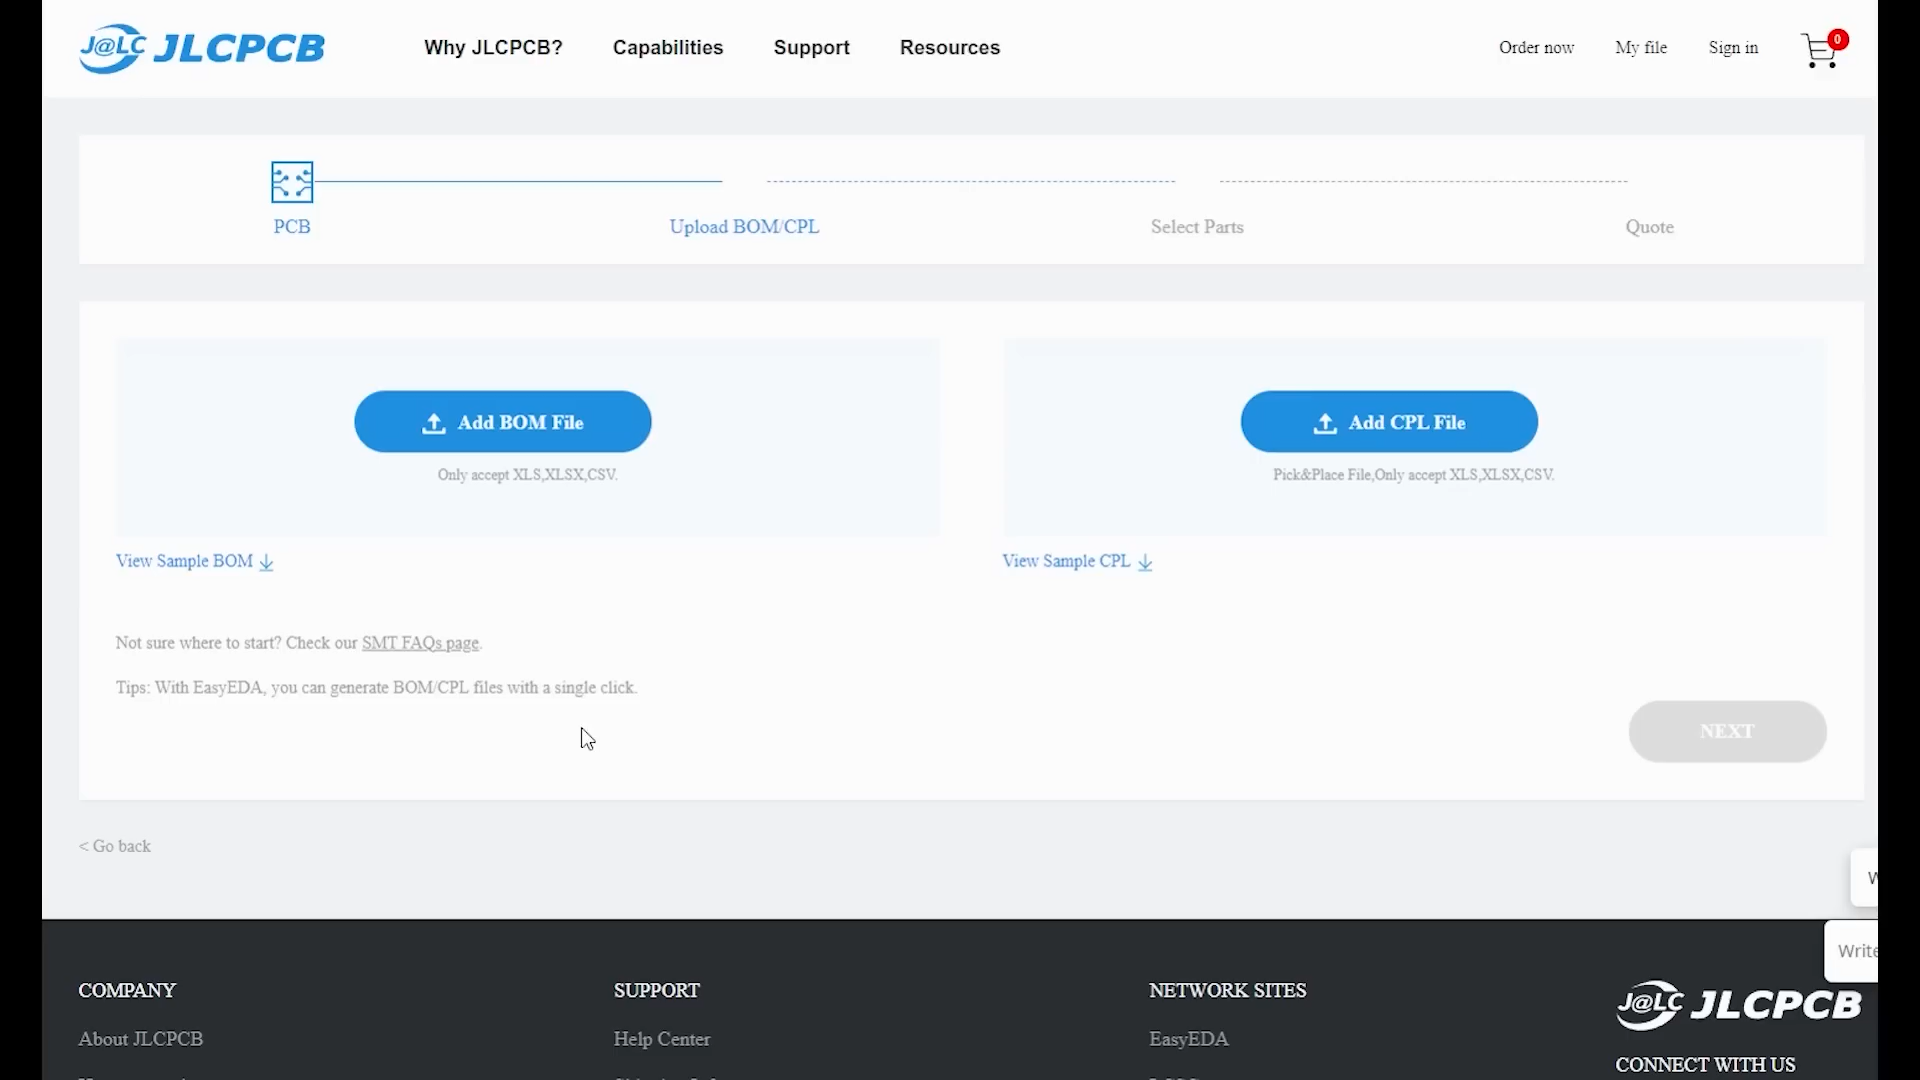 J@LC JLCPCB
Why JLCPCB? Capabilities Support Resources
Order now My file Sign in 0
PCB Upload BOM/CPL Select Parts Quote
Add BOM File
Only accept XLS,XLSX,CSV.
Add CPL File
Pick&Place File,Only accept XLS,XLSX,CSV.
View Sample BOM
View Sample CPL
Not sure where to start? Check our SMT FAQs page.
Tips: With EasyEDA, you can generate BOM/CPL files with a single click.
NEXT
< Go back
W
Write
COMPANY SUPPORT NETWORK SITES
J@LC JLCPCB
About JLCPCB Help Center EasyEDA
CONNECT WITH US